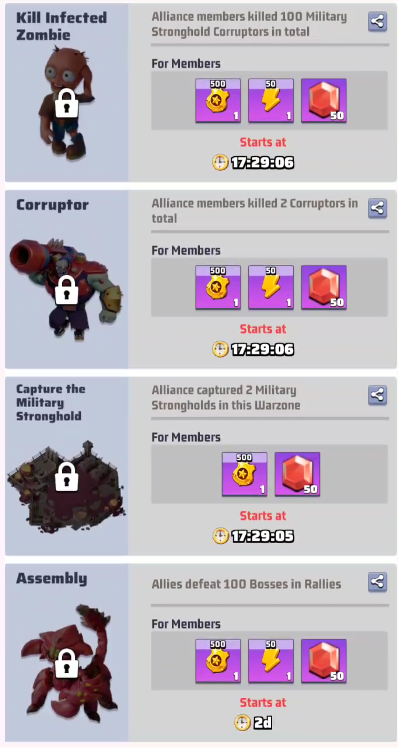 Kill Infected
Zombie
Alliance members killed 100 Military
Stronghold Corruptors in total
For Members
500
1
50
1
50
Starts at
17:29:06
Corruptor
Alliance members killed 2 Corruptors in
total
For Members
500
1
50
1
50
Starts at
17:29:06
Capture the
Military
Stronghold
Alliance captured 2 Military
Strongholds in this Warzone
For Members
500
1
50
Starts at
17:29:05
Assembly
Allies defeat 100 Bosses in Rallies
For Members
500
1
50
1
50
Starts at
2d